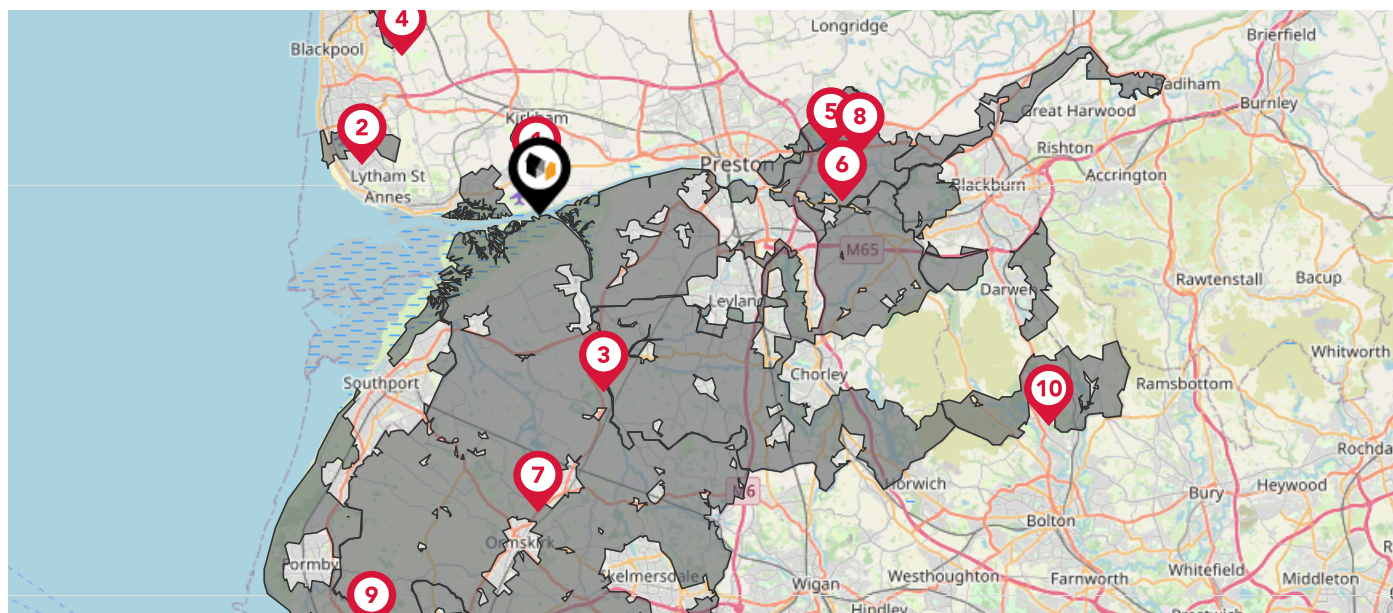 4
Longridge
Brierfield
Blackpool
Padiham
Burnley
Great Harwood
5
8
2
Kirkham
1
Rishton
Preston
6
Accrington
Lytham St
Annes
Blackburn
M65
Rawtenstall
Bacup
Darwen
Leyland
3
Whitworth
Chorley
Southport
10
Ramsbottom
Rochda
7
Horwich
M6
Bury
Heywood
Bolton
Ormskirk
Formby
Skelmersdale
Wigan
Westhoughton
Farnworth
Whitefield
Middleton
9
Hindley